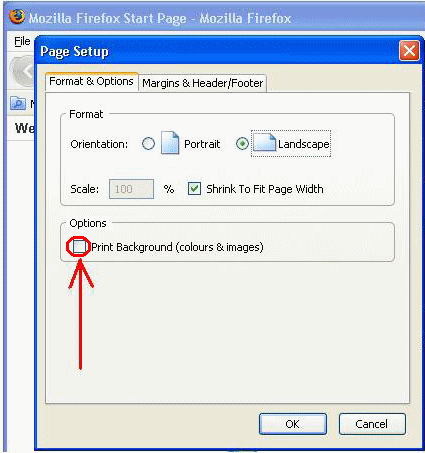 Mozilla Firefox Start Page - Mozilla Firefox
File
Page Setup
Format & Options
Margins & Header/Footer
Format
Orientation: Portrait Landscape
Scale: 100 % Shrink To Fit Page Width
Options
Print Background (colours & images)
OK Cancel